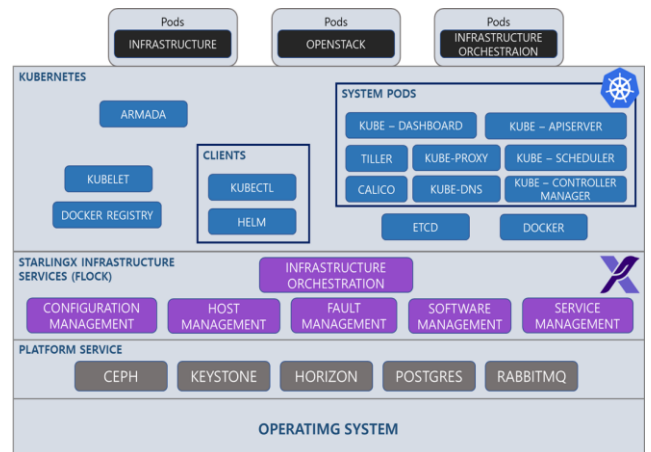 Pods
INFRASTRUCTURE
Pods
OPENSTACK
Pods
INFRASTRUCTURE
ORCHESTRAION
KUBERNETES
ARMADA
KUBELET
DOCKER REGISTRY
CLIENTS
KUBECTL
HELM
SYSTEM PODS
KUBE – DASHBOARD
KUBE – APISERVER
TILLER
KUBE-PROXY
KUBE – SCHEDULER
CALICO
KUBE-DNS
KUBE – CONTROLLER
MANAGER
ETCD
DOCKER
STARLINGX INFRASTRUCTURE
SERVICES (FLOCK)
INFRASTRUCTURE
ORCHESTRATION
CONFIGURATION
MANAGEMENT
HOST
MANAGEMENT
FAULT
MANAGEMENT
SOFTWARE
MANAGEMENT
SERVICE
MANAGEMENT
PLATFORM SERVICE
CEPH
KEYSTONE
HORIZON
POSTGRES
RABBITMQ
OPERATIMG SYSTEM